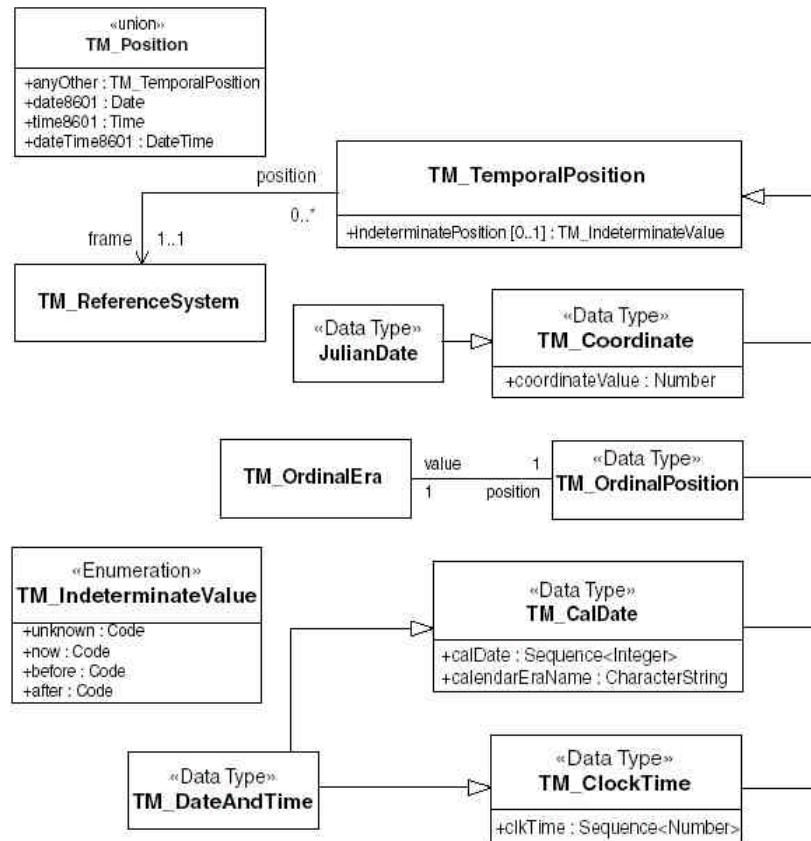 «union»
TM_Position
+anyOther : TM_TemporalPosition
+date8601 : Date
+time8601 : Time
+dateTime8601 : DateTime
position
0..*
frame
1..1
TM_TemporalPosition
+indeterminatePosition [0..1] : TM_IndeterminateValue
TM_ReferenceSystem
«Data Type»
JulianDate
«Data Type»
TM_Coordinate
+coordinateValue : Number
TM_OrdinalEra
value
1
1
position
«Data Type»
TM_OrdinalPosition
«Enumeration»
TM_IndeterminateValue
+unknown : Code
+now : Code
+before : Code
+after : Code
«Data Type»
TM_CalDate
+calDate : Sequence<Integer>
+calendarEraName : CharacterString
«Data Type»
TM_DateAndTime
«Data Type»
TM_ClockTime
+clkTime : Sequence<Number>